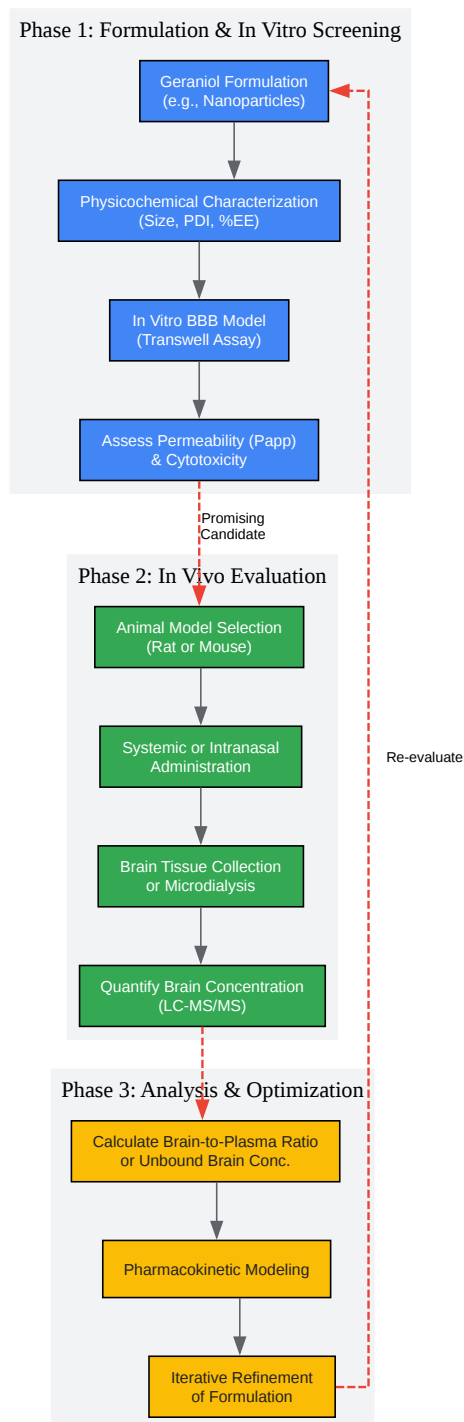 Phase 1: Formulation & In Vitro Screening
Geraniol Formulation
(e.g., Nanoparticles)
Physicochemical Characterization
(Size, PDI, %EE)
In Vitro BBB Model
(Transwell Assay)
Assess Permeability (Papp)
& Cytotoxicity
Promising
Candidate
Phase 2: In Vivo Evaluation
Animal Model Selection
(Rat or Mouse)
Systemic or Intranasal
Administration
Re-evaluate
Brain Tissue Collection
or Microdialysis
Quantify Brain Concentration
(LC-MS/MS)
Phase 3: Analysis & Optimization
Calculate Brain-to-Plasma Ratio
or Unbound Brain Conc.
Pharmacokinetic Modeling
Iterative Refinement
of Formulation